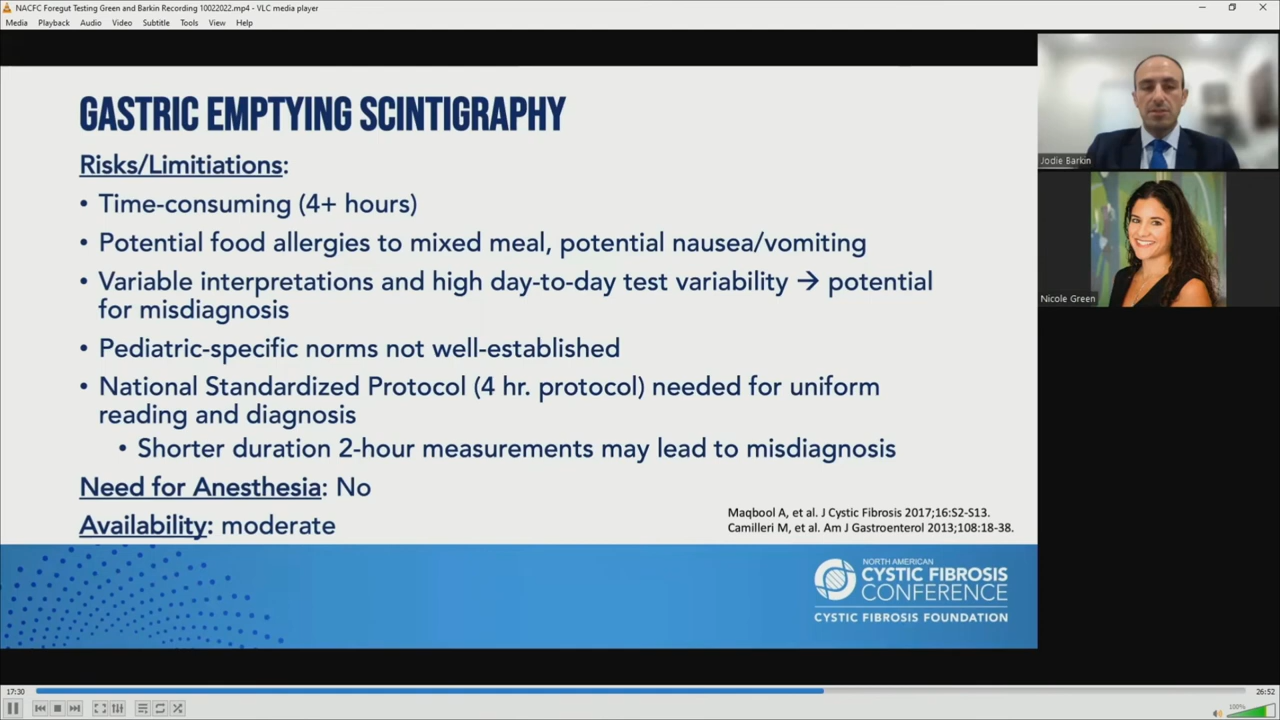 NACFC Foregut Testing Green and Barkin Recording 10022022.mp4 - VLC media player
Media Playback Audio Video Subtitle Tools View Help
GASTRIC EMPTYING SCINTIGRAPHY
Risks/Limitiations:
• Time-consuming (4+ hours)
• Potential food allergies to mixed meal, potential nausea/vomiting
• Variable interpretations and high day-to-day test variability → potential
for misdiagnosis
• Pediatric-specific norms not well-established
• National Standardized Protocol (4 hr. protocol) needed for uniform
reading and diagnosis
• Shorter duration 2-hour measurements may lead to misdiagnosis
Need for Anesthesia: No
Availability: moderate
Maqbool A, et al. J Cystic Fibrosis 2017;16:S2-S13.
Camilleri M, et al. Am J Gastroenterol 2013;108:18-38.
NORTH AMERICAN
CYSTIC FIBROSIS
CONFERENCE
CYSTIC FIBROSIS FOUNDATION
Jodie Barkin
Nicole Green
17:30
26:52
100%